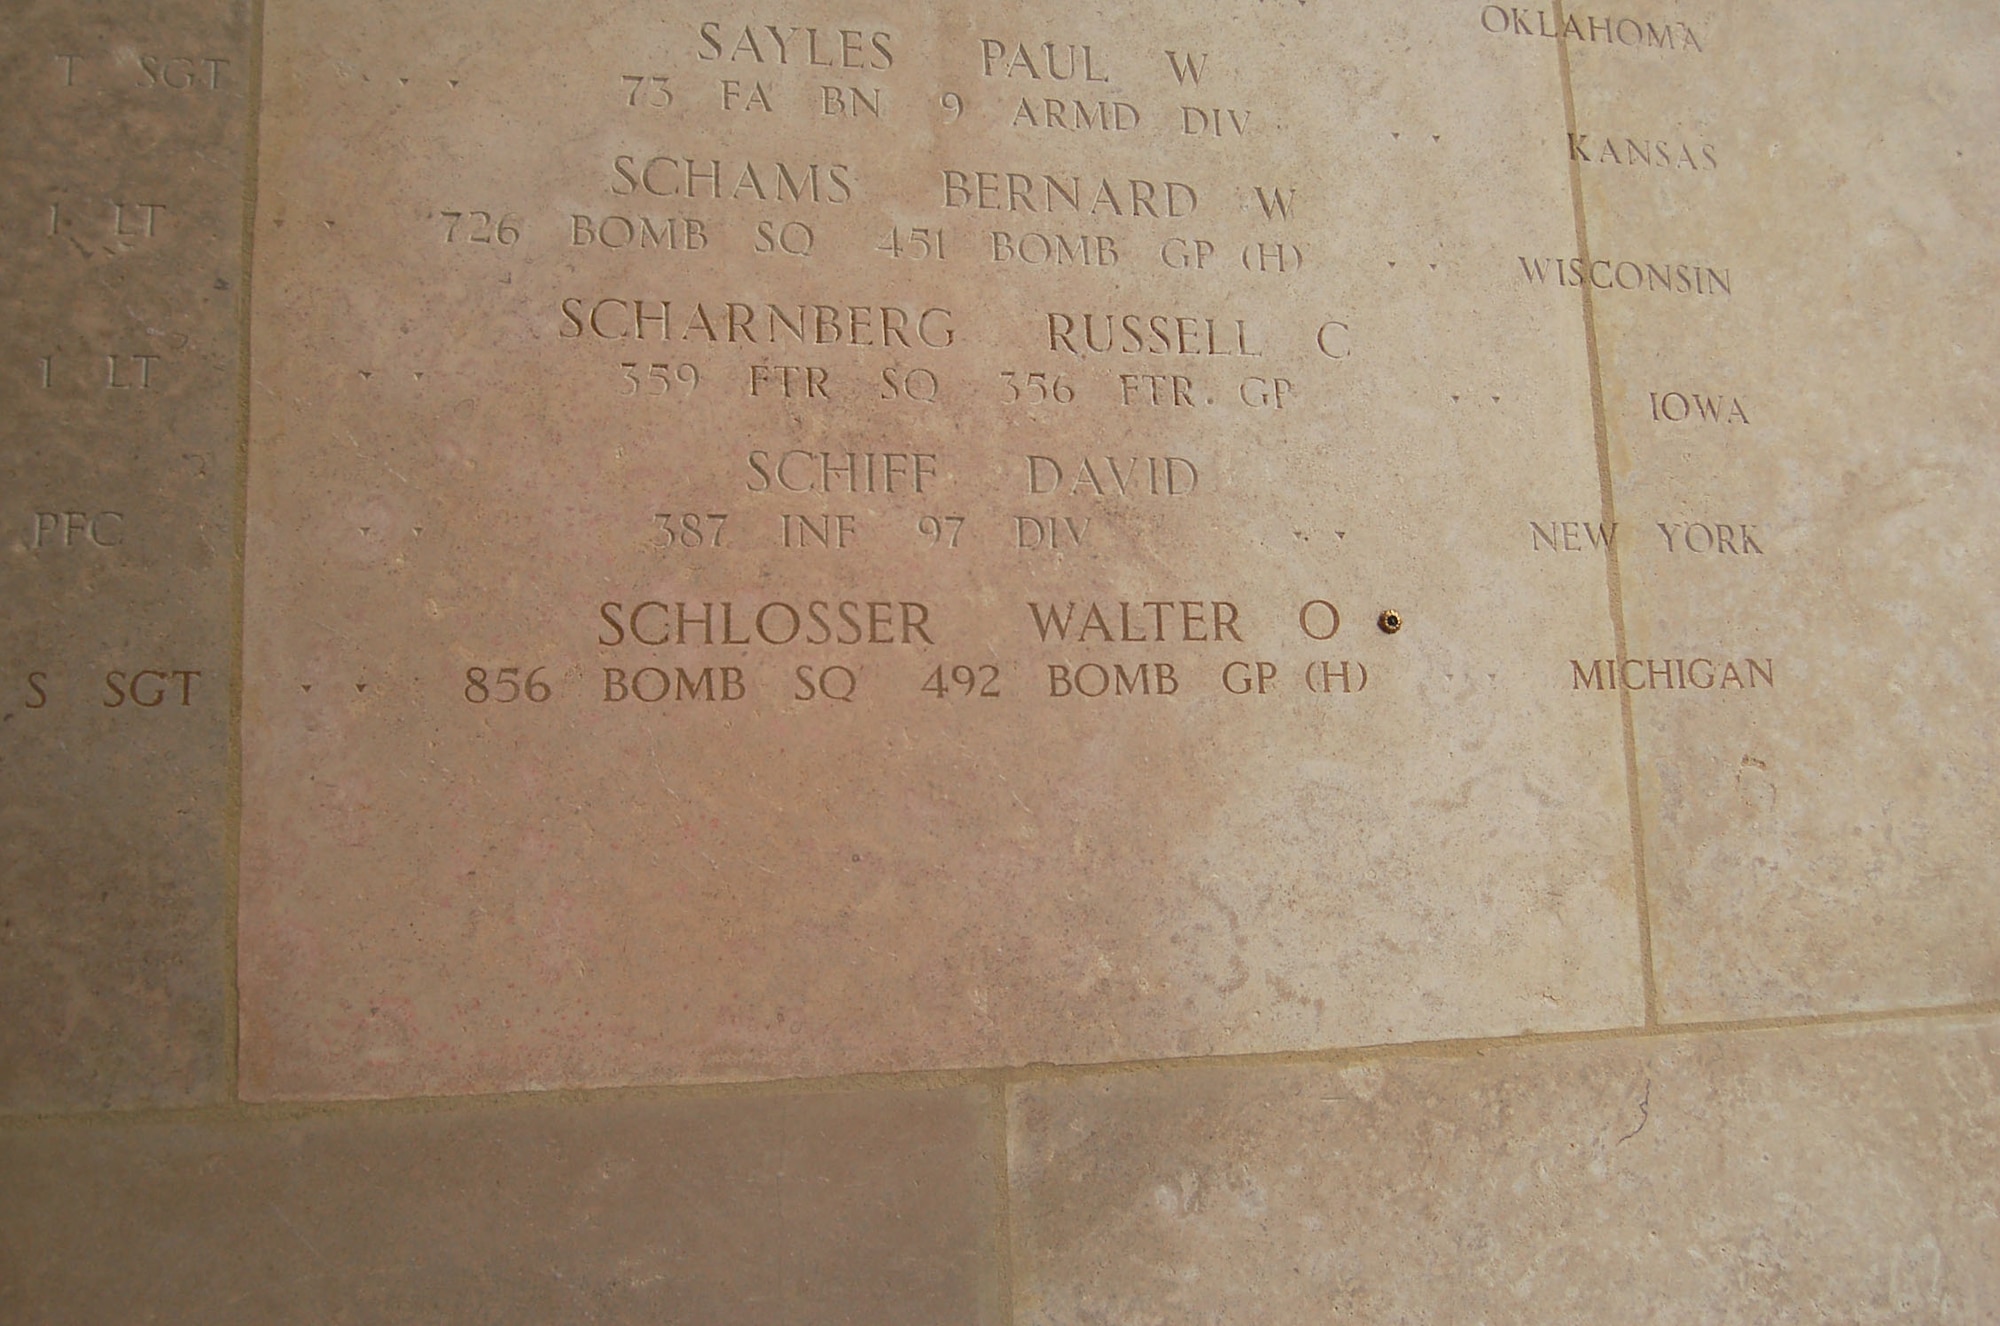 OKLAHOMA
SAYLES PAUL W
T SGT . . 73 FA BN 9 ARMD DIV . . KANSAS
SCHAMS BERNARD W
1 LT . . 726 BOMB SQ 451 BOMB GP (H) . . WISCONSIN
SCHARNBERG RUSSELL C
1 LT . . 359 FTR SQ 356 FTR. GP . . IOWA
SCHIFF DAVID
PFC . . 387 INF 97 DIV . . NEW YORK
SCHLOSSER WALTER O
S SGT . . 856 BOMB SQ 492 BOMB GP (H) . . MICHIGAN